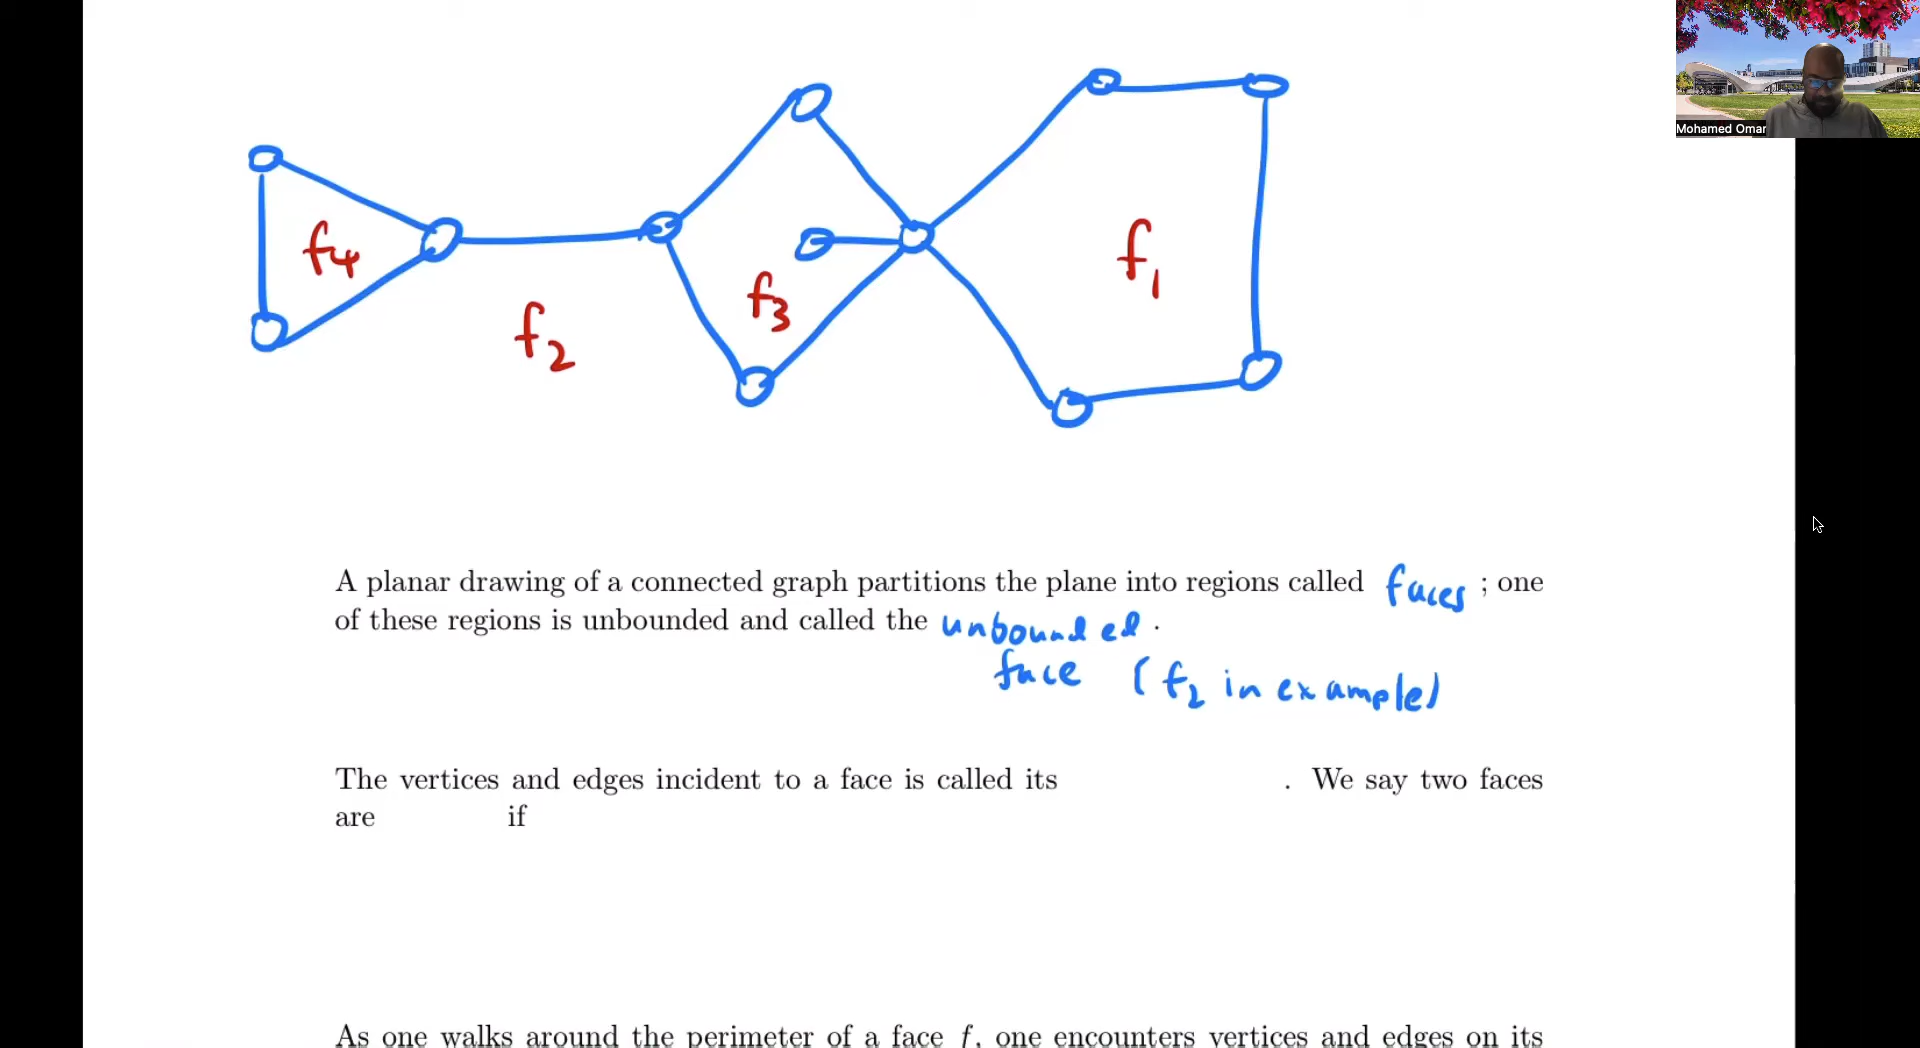 Mohamed Omar
f4
f2
f3
f1
A planar drawing of a connected graph partitions the plane into regions called faces ; one
of these regions is unbounded and called the unbounded .
face (f2 in example)
The vertices and edges incident to a face is called its . We say two faces
are if
As one walks around the perimeter of a face f, one encounters vertices and edges on its